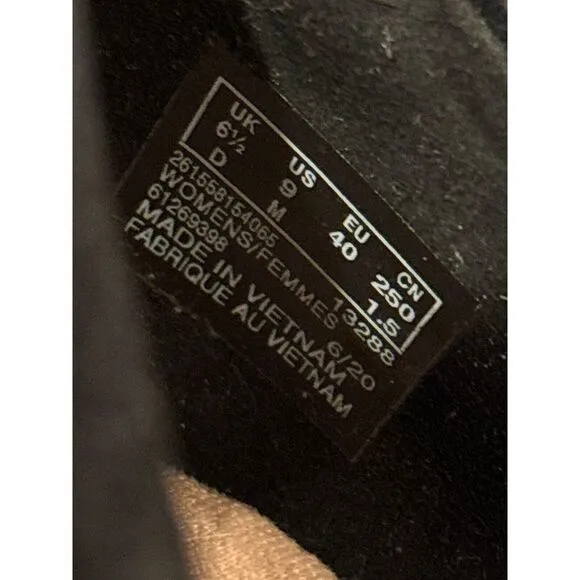 UK US EU CN
6½ 9 40 250
D M 1.5
261558154065
WOMENS/FEMMES 13288
61269398 6/20
MADE IN VIETNAM
FABRIQUE AU VIETNAM